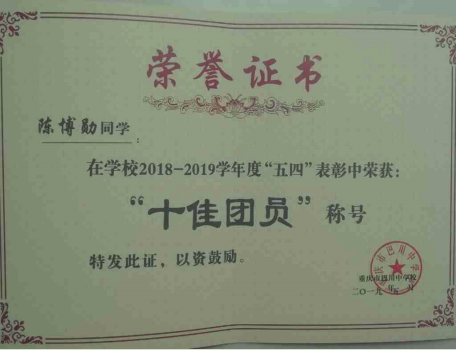 荣誉证书
陈博勋同学：
在学校2018-2019学年度“五四”表彰中荣获：
“十佳团员”称号
特发此证，以资鼓励。
重庆市巴川中学校
二〇一九年五月